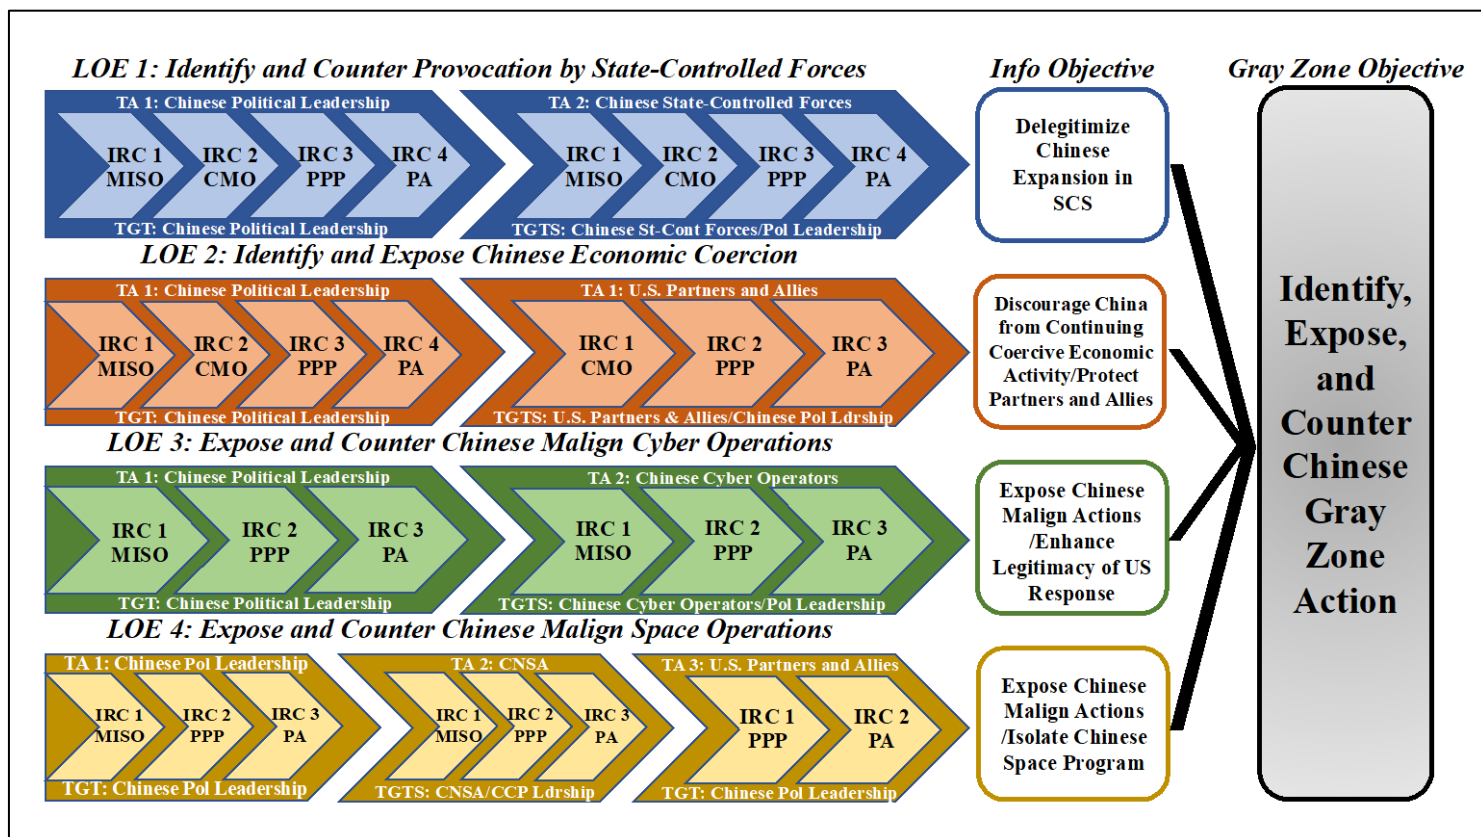 LOE 1: Identify and Counter Provocation by State-Controlled Forces
Info Objective
Gray Zone Objective
TA 1: Chinese Political Leadership
IRC 1
MISO
IRC 2
CMO
IRC 3
PPP
IRC 4
PA
TGT: Chinese Political Leadership
TA 2: Chinese State-Controlled Forces
IRC 1
MISO
IRC 2
CMO
IRC 3
PPP
IRC 4
PA
TGTS: Chinese St-Cont Forces/Pol Leadership
Delegitimize
Chinese
Expansion in
SCS
LOE 2: Identify and Expose Chinese Economic Coercion
TA 1: Chinese Political Leadership
IRC 1
MISO
IRC 2
CMO
IRC 3
PPP
IRC 4
PA
TGT: Chinese Political Leadership
TA 1: U.S. Partners and Allies
IRC 1
CMO
IRC 2
PPP
IRC 3
PA
TGTS: U.S. Partners & Allies/Chinese Pol Ldrship
Discourage China
from Continuing
Coercive Economic
Activity/Protect
Partners and Allies
LOE 3: Expose and Counter Chinese Malign Cyber Operations
TA 1: Chinese Political Leadership
IRC 1
MISO
IRC 2
PPP
IRC 3
PA
TGT: Chinese Political Leadership
TA 2: Chinese Cyber Operators
IRC 1
MISO
IRC 2
PPP
IRC 3
PA
TGTS: Chinese Cyber Operators/Pol Leadership
Expose Chinese
Malign Actions
/Enhance
Legitimacy of US
Response
LOE 4: Expose and Counter Chinese Malign Space Operations
TA 1: Chinese Pol Leadership
IRC 1
MISO
IRC 2
PPP
IRC 3
PA
TGT: Chinese Pol Leadership
TA 2: CNSA
IRC 1
MISO
IRC 2
PPP
IRC 3
PA
TGTS: CNSA/CCP Ldrship
TA 3: U.S. Partners and Allies
IRC 1
PPP
IRC 2
PA
TGT: Chinese Pol Leadership
Expose Chinese
Malign Actions
/Isolate Chinese
Space Program
Identify,
Expose,
and
Counter
Chinese
Gray
Zone
Action